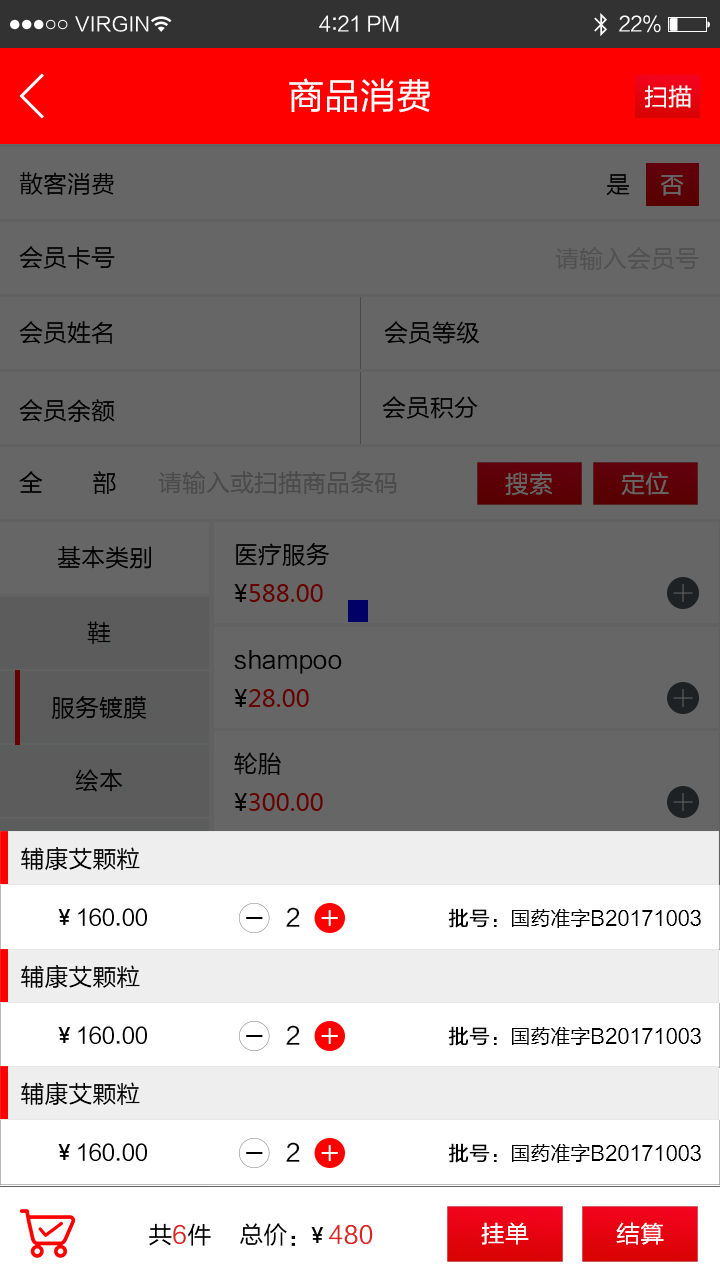 VIRGIN 4:21 PM 22%
商品消费 扫描
散客消费 是 否
会员卡号 请输入会员号
会员姓名 会员等级
会员余额 会员积分
全 部 请输入或扫描商品条码 搜索 定位
基本类别
鞋
服务镀膜
绘本
医疗服务
¥588.00
shampoo
¥28.00
轮胎
¥300.00
辅康艾颗粒
¥ 160.00 2 批号：国药准字B20171003
辅康艾颗粒
¥ 160.00 2 批号：国药准字B20171003
辅康艾颗粒
¥ 160.00 2 批号：国药准字B20171003
共6件 总价：¥ 480 挂单 结算